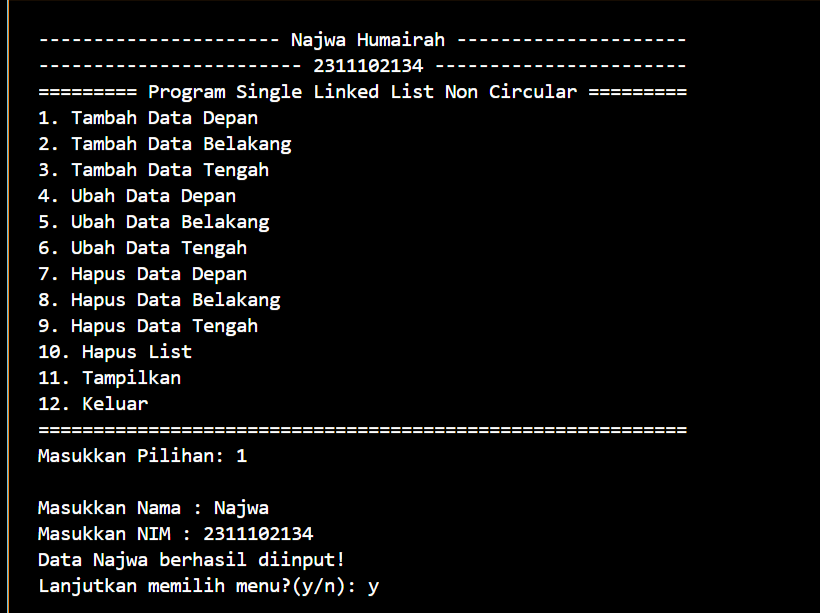 ---------------------- Najwa Humairah ---------------------
------------------------ 2311102134 -----------------------
========= Program Single Linked List Non Circular =========
1. Tambah Data Depan
2. Tambah Data Belakang
3. Tambah Data Tengah
4. Ubah Data Depan
5. Ubah Data Belakang
6. Ubah Data Tengah
7. Hapus Data Depan
8. Hapus Data Belakang
9. Hapus Data Tengah
10. Hapus List
11. Tampilkan
12. Keluar
===========================================================
Masukkan Pilihan: 1

Masukkan Nama : Najwa
Masukkan NIM : 2311102134
Data Najwa berhasil diinput!
Lanjutkan memilih menu?(y/n): y